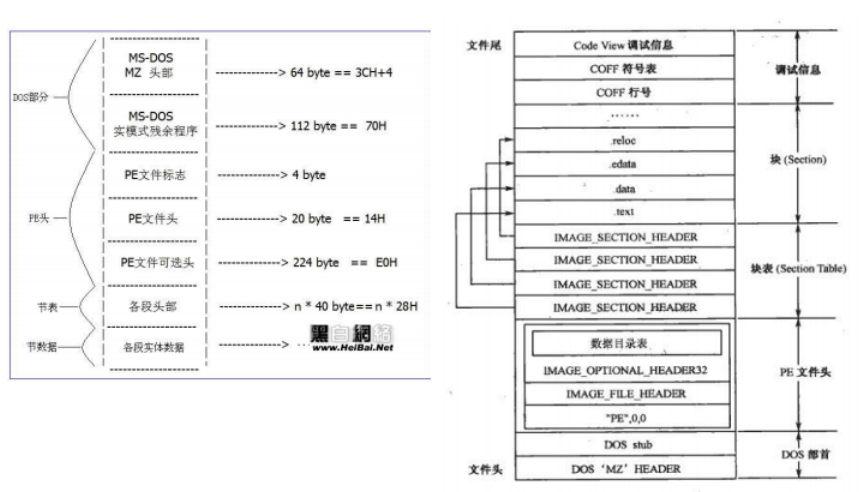 MS-DOS
MZ 头部
-------------> 64 byte == 3CH+4
DOS部分
MS-DOS
实模式残余程序
-------------> 112 byte == 70H
PE文件标志
-------------> 4 byte
PE头
PE文件头
-------------> 20 byte == 14H
PE文件可选头
-------------> 224 byte == E0H
节表
各段头部
-------------> n * 40 byte==n * 28H
节数据
各段实体数据
-------------> ...
黑白網絡
www.HeiBai.Net
文件尾
Code View 调试信息
COFF 符号表
COFF 行号
调试信息
......
.reloc
.edata
.data
.text
块 (Section)
IMAGE_SECTION_HEADER
IMAGE_SECTION_HEADER
IMAGE_SECTION_HEADER
IMAGE_SECTION_HEADER
块表 (Section Table)
数据目录表
IMAGE_OPTIONAL_HEADER32
IMAGE_FILE_HEADER
"PE",0,0
PE 文件头
DOS stub
DOS 'MZ' HEADER
DOS 部首
文件头